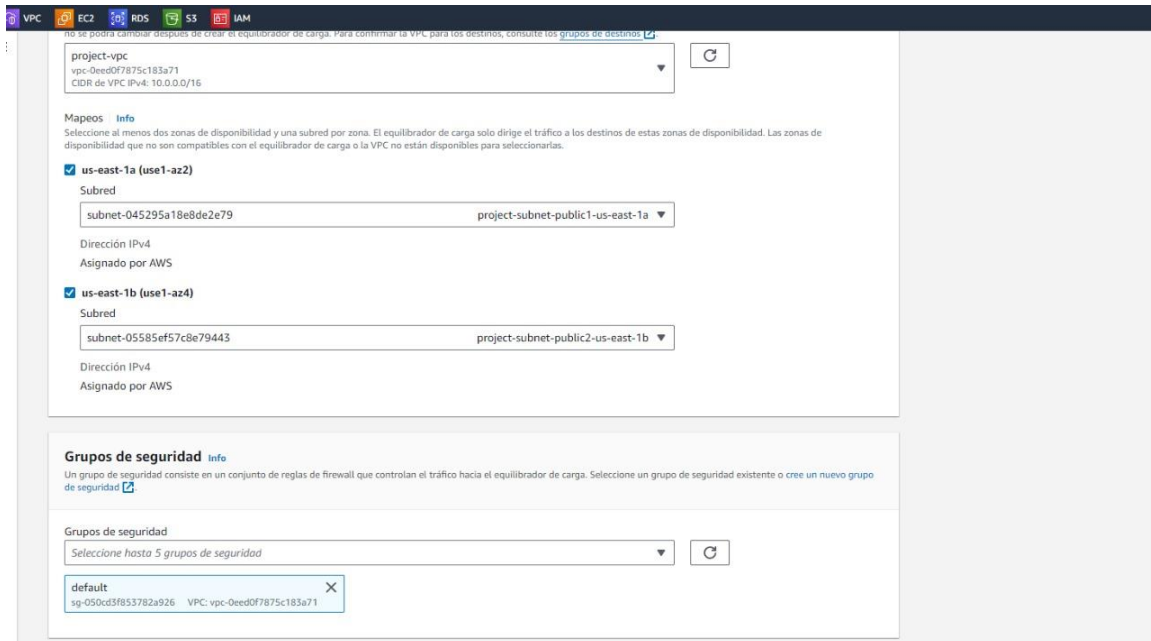 VPC EC2 RDS S3 IAM
no se podrá cambiar después de crear el equilibrador de carga. Para confirmar la VPC para los destinos, consulte los grupos de destinos.
project-vpc
vpc-0eed0f7875c183a71
CIDR de VPC IPv4: 10.0.0.0/16
Mapeos Info
Seleccione al menos dos zonas de disponibilidad y una subred por zona. El equilibrador de carga solo dirige el tráfico a los destinos de estas zonas de disponibilidad. Las zonas de
disponibilidad que no son compatibles con el equilibrador de carga o la VPC no están disponibles para seleccionarlas.
us-east-1a (use1-az2)
Subred
subnet-045295a18e8de2e79 project-subnet-public1-us-east-1a
Dirección IPv4
Asignado por AWS
us-east-1b (use1-az4)
Subred
subnet-05585ef57c8e79443 project-subnet-public2-us-east-1b
Dirección IPv4
Asignado por AWS
Grupos de seguridad Info
Un grupo de seguridad consiste en un conjunto de reglas de firewall que controlan el tráfico hacia el equilibrador de carga. Seleccione un grupo de seguridad existente o cree un nuevo grupo
de seguridad.
Grupos de seguridad
Seleccione hasta 5 grupos de seguridad
default
sg-050cd3f853782a926 VPC: vpc-0eed0f7875c183a71